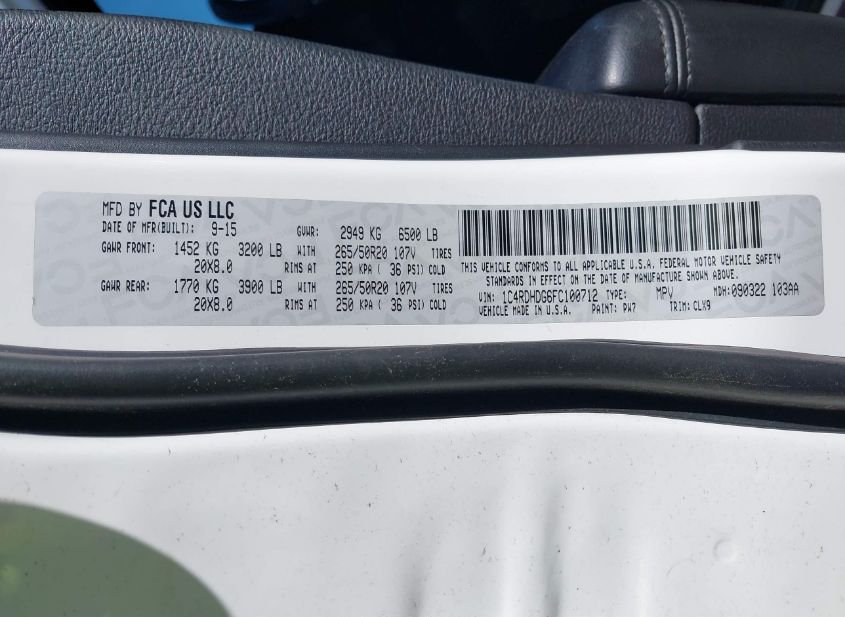 MFD BY FCA US LLC
DATE OF MFR(BUILT): 9-15 GVWR: 2949 KG 6500 LB
GAWR FRONT: 1452 KG 3200 LB WITH 265/50R20 107V TIRES
20X8.0 RIMS AT 250 KPA ( 36 PSI) COLD
GAWR REAR: 1770 KG 3900 LB WITH 265/50R20 107V TIRES
20X8.0 RIMS AT 250 KPA ( 36 PSI) COLD
THIS VEHICLE CONFORMS TO ALL APPLICABLE U.S.A. FEDERAL MOTOR VEHICLE SAFETY
STANDARDS IN EFFECT ON THE DATE OF MANUFACTURE SHOWN ABOVE.
VIN: 1C4RDHDG6FC100712 TYPE: MPV MDH: 090322 103AA
VEHICLE MADE IN U.S.A. PAINT: PW7 TRIM: CLX9